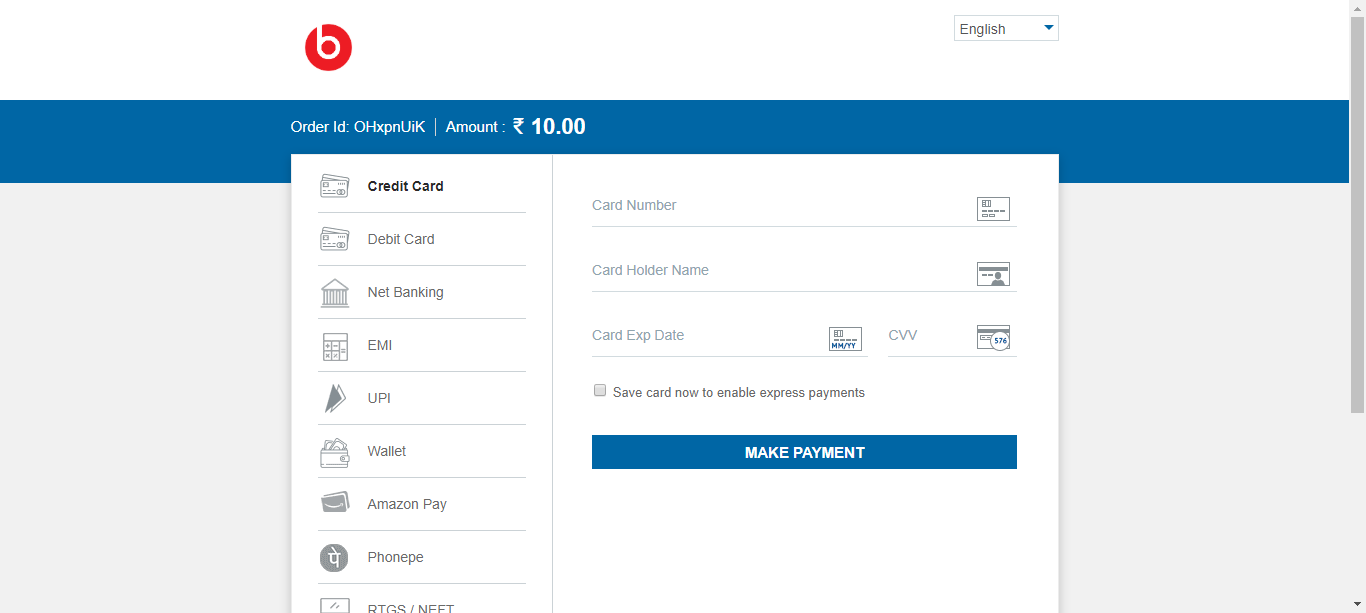 b
English
Order Id: OHxpnUiK | Amount : ₹ 10.00
Credit Card
Debit Card
Net Banking
EMI
UPI
Wallet
Amazon Pay
पे
Phonepe
RTGS / NEFT
Card Number
Card Holder Name
Card Exp Date
MM/YY
CVV
576
Save card now to enable express payments
MAKE PAYMENT